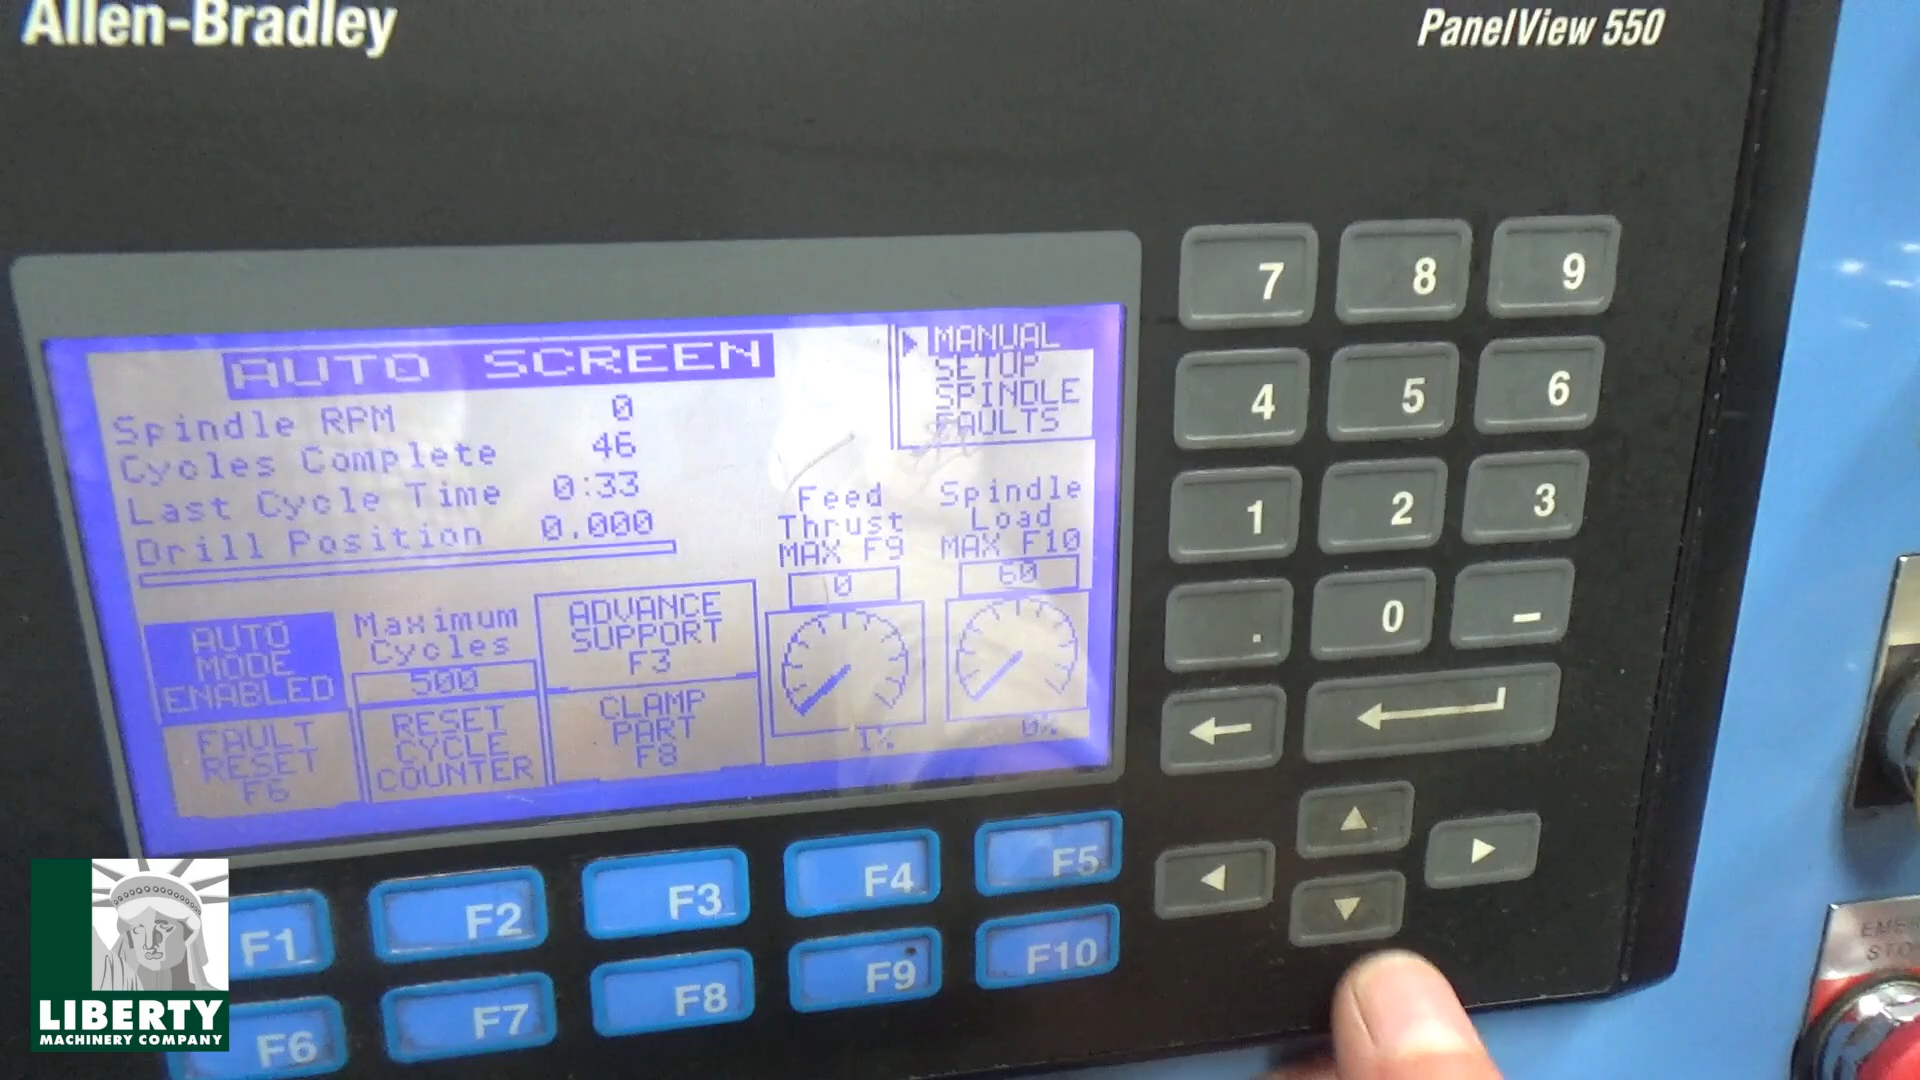 Allen-Bradley
PanelView 550
AUTO SCREEN
MANUAL
SETUP
SPINDLE
FAULTS
Spindle RPM 0
Cycles Complete 46
Last Cycle Time 0:33
Drill Position 0.000
Feed
Thrust
MAX F9
0
1%
Spindle
Load
MAX F10
60
0%
AUTO
MODE
ENABLED
Maximum
Cycles
500
ADVANCE
SUPPORT
F3
FAULT
RESET
F6
RESET
CYCLE
COUNTER
CLAMP
PART
F8
7 8 9
4 5 6
1 2 3
. 0 -
F1 F2 F3 F4 F5
F6 F7 F8 F9 F10
LIBERTY
MACHINERY COMPANY